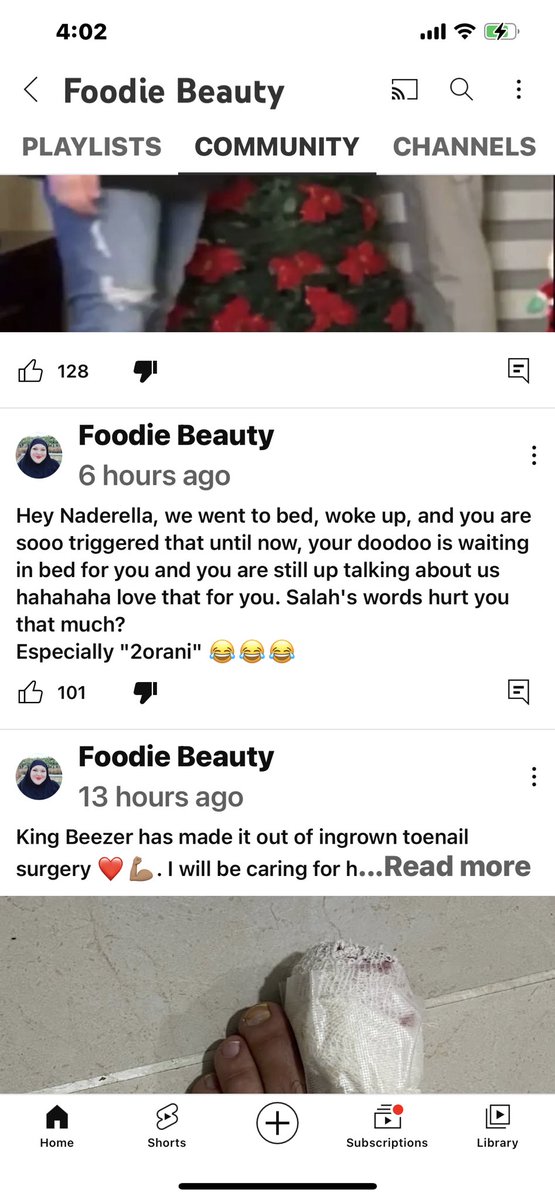 4:02
Foodie Beauty
PLAYLISTS COMMUNITY CHANNELS
128
Foodie Beauty
6 hours ago
Hey Naderella, we went to bed, woke up, and you are
sooo triggered that until now, your doodoo is waiting
in bed for you and you are still up talking about us
hahahaha love that for you. Salah's words hurt you
that much?
Especially "2orani" 😂😂😂
101
Foodie Beauty
13 hours ago
King Beezer has made it out of ingrown toenail
surgery ❤️💪🏽. I will be caring for h...Read more
Home Shorts Subscriptions Library